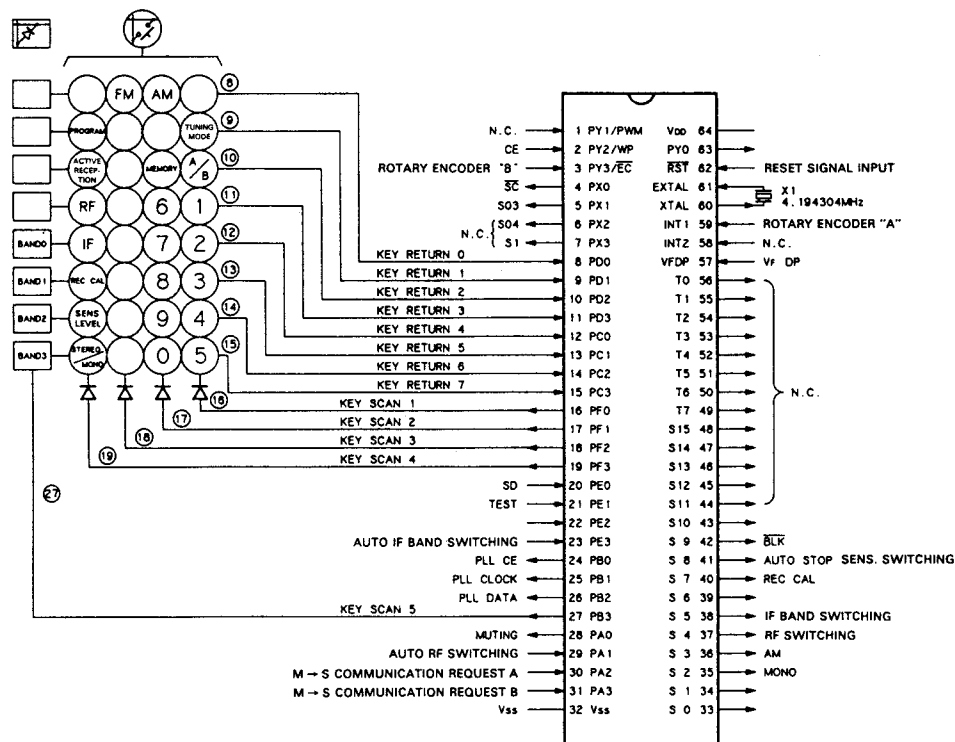 FM AM ⑧
PROGRAM TUNING MODE ⑨
ACTIVE RECEP- TION MEMORY A/B ⑩
RF 6 1 ⑪
BAND0 IF 7 2 ⑫
BAND1 REC CAL 8 3 ⑬
BAND2 SENS LEVEL 9 4 ⑭
BAND3 STEREO/MONO 0 5 ⑮
⑯
⑰
⑱
⑲
㉗
KEY RETURN 0
KEY RETURN 1
KEY RETURN 2
KEY RETURN 3
KEY RETURN 4
KEY RETURN 5
KEY RETURN 6
KEY RETURN 7
KEY SCAN 1
KEY SCAN 2
KEY SCAN 3
KEY SCAN 4
KEY SCAN 5
N.C. 1 PY1/PWM
CE 2 PY2/WP
ROTARY ENCODER "B" 3 PY3/EC
SC 4 PX0
S03 5 PX1
S04 6 PX2
N.C.
S1 7 PX3
8 PD0
9 PD1
10 PD2
11 PD3
12 PC0
13 PC1
14 PC2
15 PC3
16 PF0
17 PF1
18 PF2
19 PF3
SD 20 PE0
TEST 21 PE1
22 PE2
AUTO IF BAND SWITCHING 23 PE3
PLL CE 24 PB0
PLL CLOCK 25 PB1
PLL DATA 26 PB2
27 PB3
MUTING 28 PA0
AUTO RF SWITCHING 29 PA1
M → S COMMUNICATION REQUEST A 30 PA2
M → S COMMUNICATION REQUEST B 31 PA3
Vss 32 Vss
VDD 64
PY0 63
RST 62 RESET SIGNAL INPUT
EXTAL 61 X1
XTAL 60 4.194304MHz
INT1 59 ROTARY ENCODER "A"
INT2 58 N.C.
VFDP 57 VF DP
T0 56
T1 55
T2 54
T3 53
T4 52
T5 51
T6 50
N.C.
T7 49
S15 48
S14 47
S13 46
S12 45
S11 44
S10 43
S 9 42 BLK
S 8 41 AUTO STOP SENS. SWITCHING
S 7 40 REC CAL
S 6 39
S 5 38 IF BAND SWITCHING
S 4 37 RF SWITCHING
S 3 36 AM
S 2 35 MONO
S 1 34
S 0 33